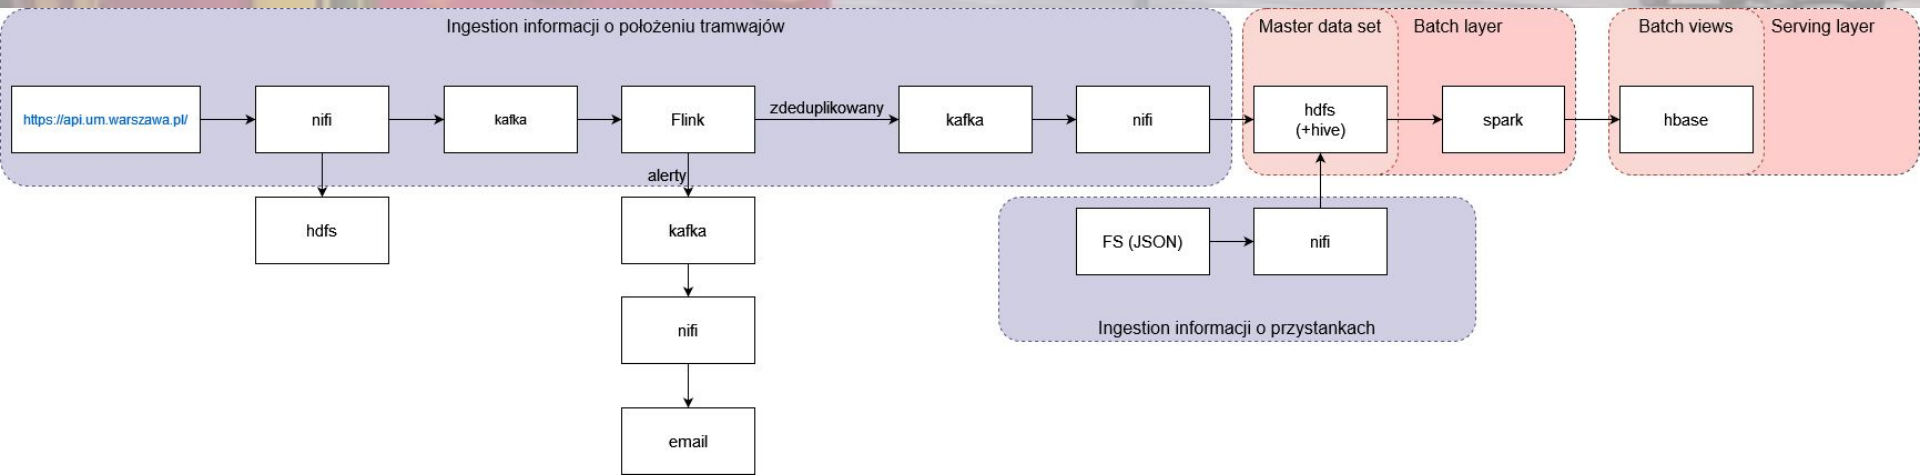 Ingestion informacji o położeniu tramwajów
Master data set
Batch layer
Batch views
Serving layer
https://api.um.warszawa.pl/
nifi
kafka
Flink
zdeduplikowany
kafka
nifi
hdfs
(+hive)
spark
hbase
alerty
hdfs
kafka
FS (JSON)
nifi
nifi
Ingestion informacji o przystankach
email